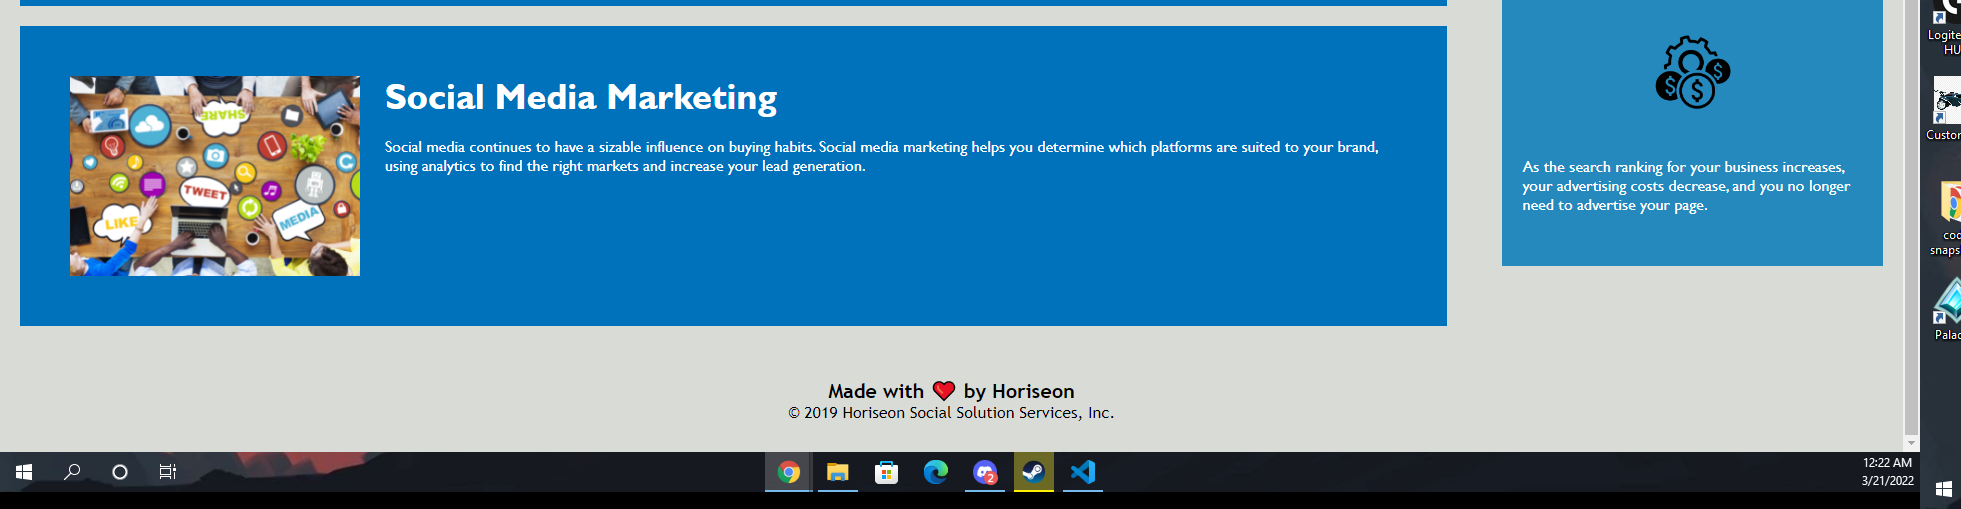 Social Media Marketing
Social media continues to have a sizable influence on buying habits. Social media marketing helps you determine which platforms are suited to your brand,
using analytics to find the right markets and increase your lead generation.
SHARE
TWEET
LIKE
MEDIA
As the search ranking for your business increases,
your advertising costs decrease, and you no longer
need to advertise your page.
Made with ❤ by Horiseon
© 2019 Horiseon Social Solution Services, Inc.
2
12:22 AM
3/21/2022
Logite
HU
Custor
coc
snaps
Palac